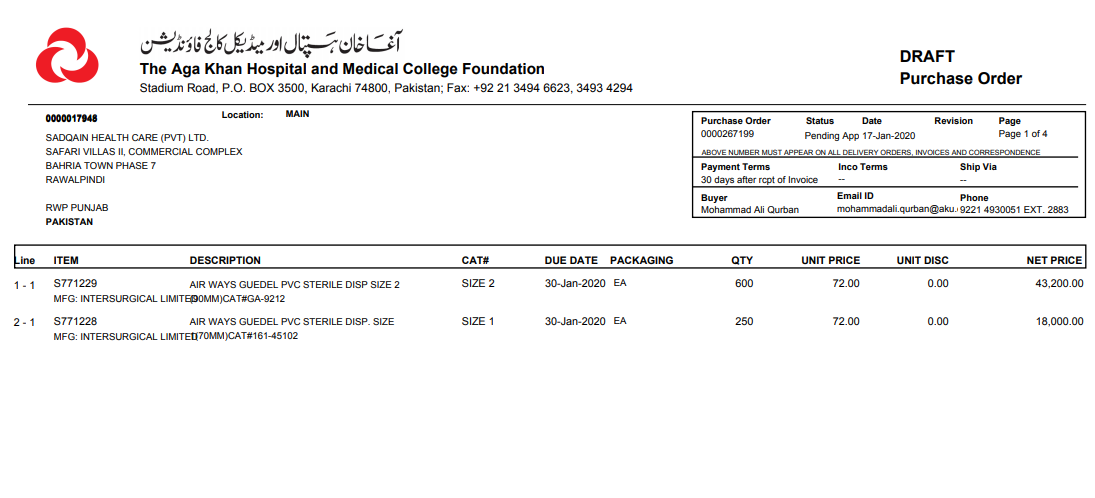 آغا خان ہسپتال اور میڈیکل کالج فاؤنڈیشن
The Aga Khan Hospital and Medical College Foundation
Stadium Road, P.O. BOX 3500, Karachi 74800, Pakistan; Fax: +92 21 3494 6623, 3493 4294
DRAFT
Purchase Order
0000017948 Location: MAIN
SADQAIN HEALTH CARE (PVT) LTD.
SAFARI VILLAS II, COMMERCIAL COMPLEX
BAHRIA TOWN PHASE 7
RAWALPINDI
RWP PUNJAB
PAKISTAN
Purchase Order Status Date Revision Page
0000267199 Pending App 17-Jan-2020 Page 1 of 4
ABOVE NUMBER MUST APPEAR ON ALL DELIVERY ORDERS, INVOICES AND CORRESPONDENCE
Payment Terms Inco Terms Ship Via
30 days after rcpt of Invoice -- --
Buyer Email ID Phone
Mohammad Ali Qurban mohammadali.qurban@aku. 9221 4930051 EXT. 2883
Line ITEM DESCRIPTION CAT# DUE DATE PACKAGING QTY UNIT PRICE UNIT DISC NET PRICE
1 - 1 S771229 AIR WAYS GUEDEL PVC STERILE DISP SIZE 2 SIZE 2 30-Jan-2020 EA 600 72.00 0.00 43,200.00
MFG: INTERSURGICAL LIMITED (90MM)CAT#GA-9212
2 - 1 S771228 AIR WAYS GUEDEL PVC STERILE DISP. SIZE SIZE 1 30-Jan-2020 EA 250 72.00 0.00 18,000.00
MFG: INTERSURGICAL LIMITED 1(70MM)CAT#161-45102